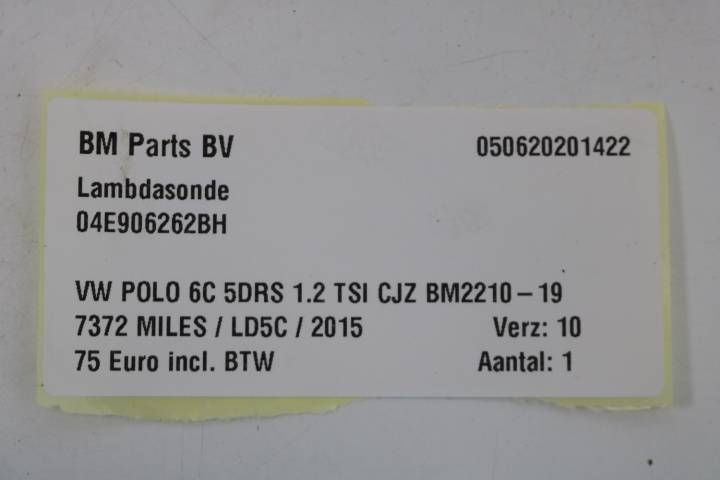 BM Parts BV 050620201422
Lambdasonde
04E906262BH
VW POLO 6C 5DRS 1.2 TSI CJZ BM2210 – 19
7372 MILES / LD5C / 2015 Verz: 10
75 Euro incl. BTW Aantal: 1